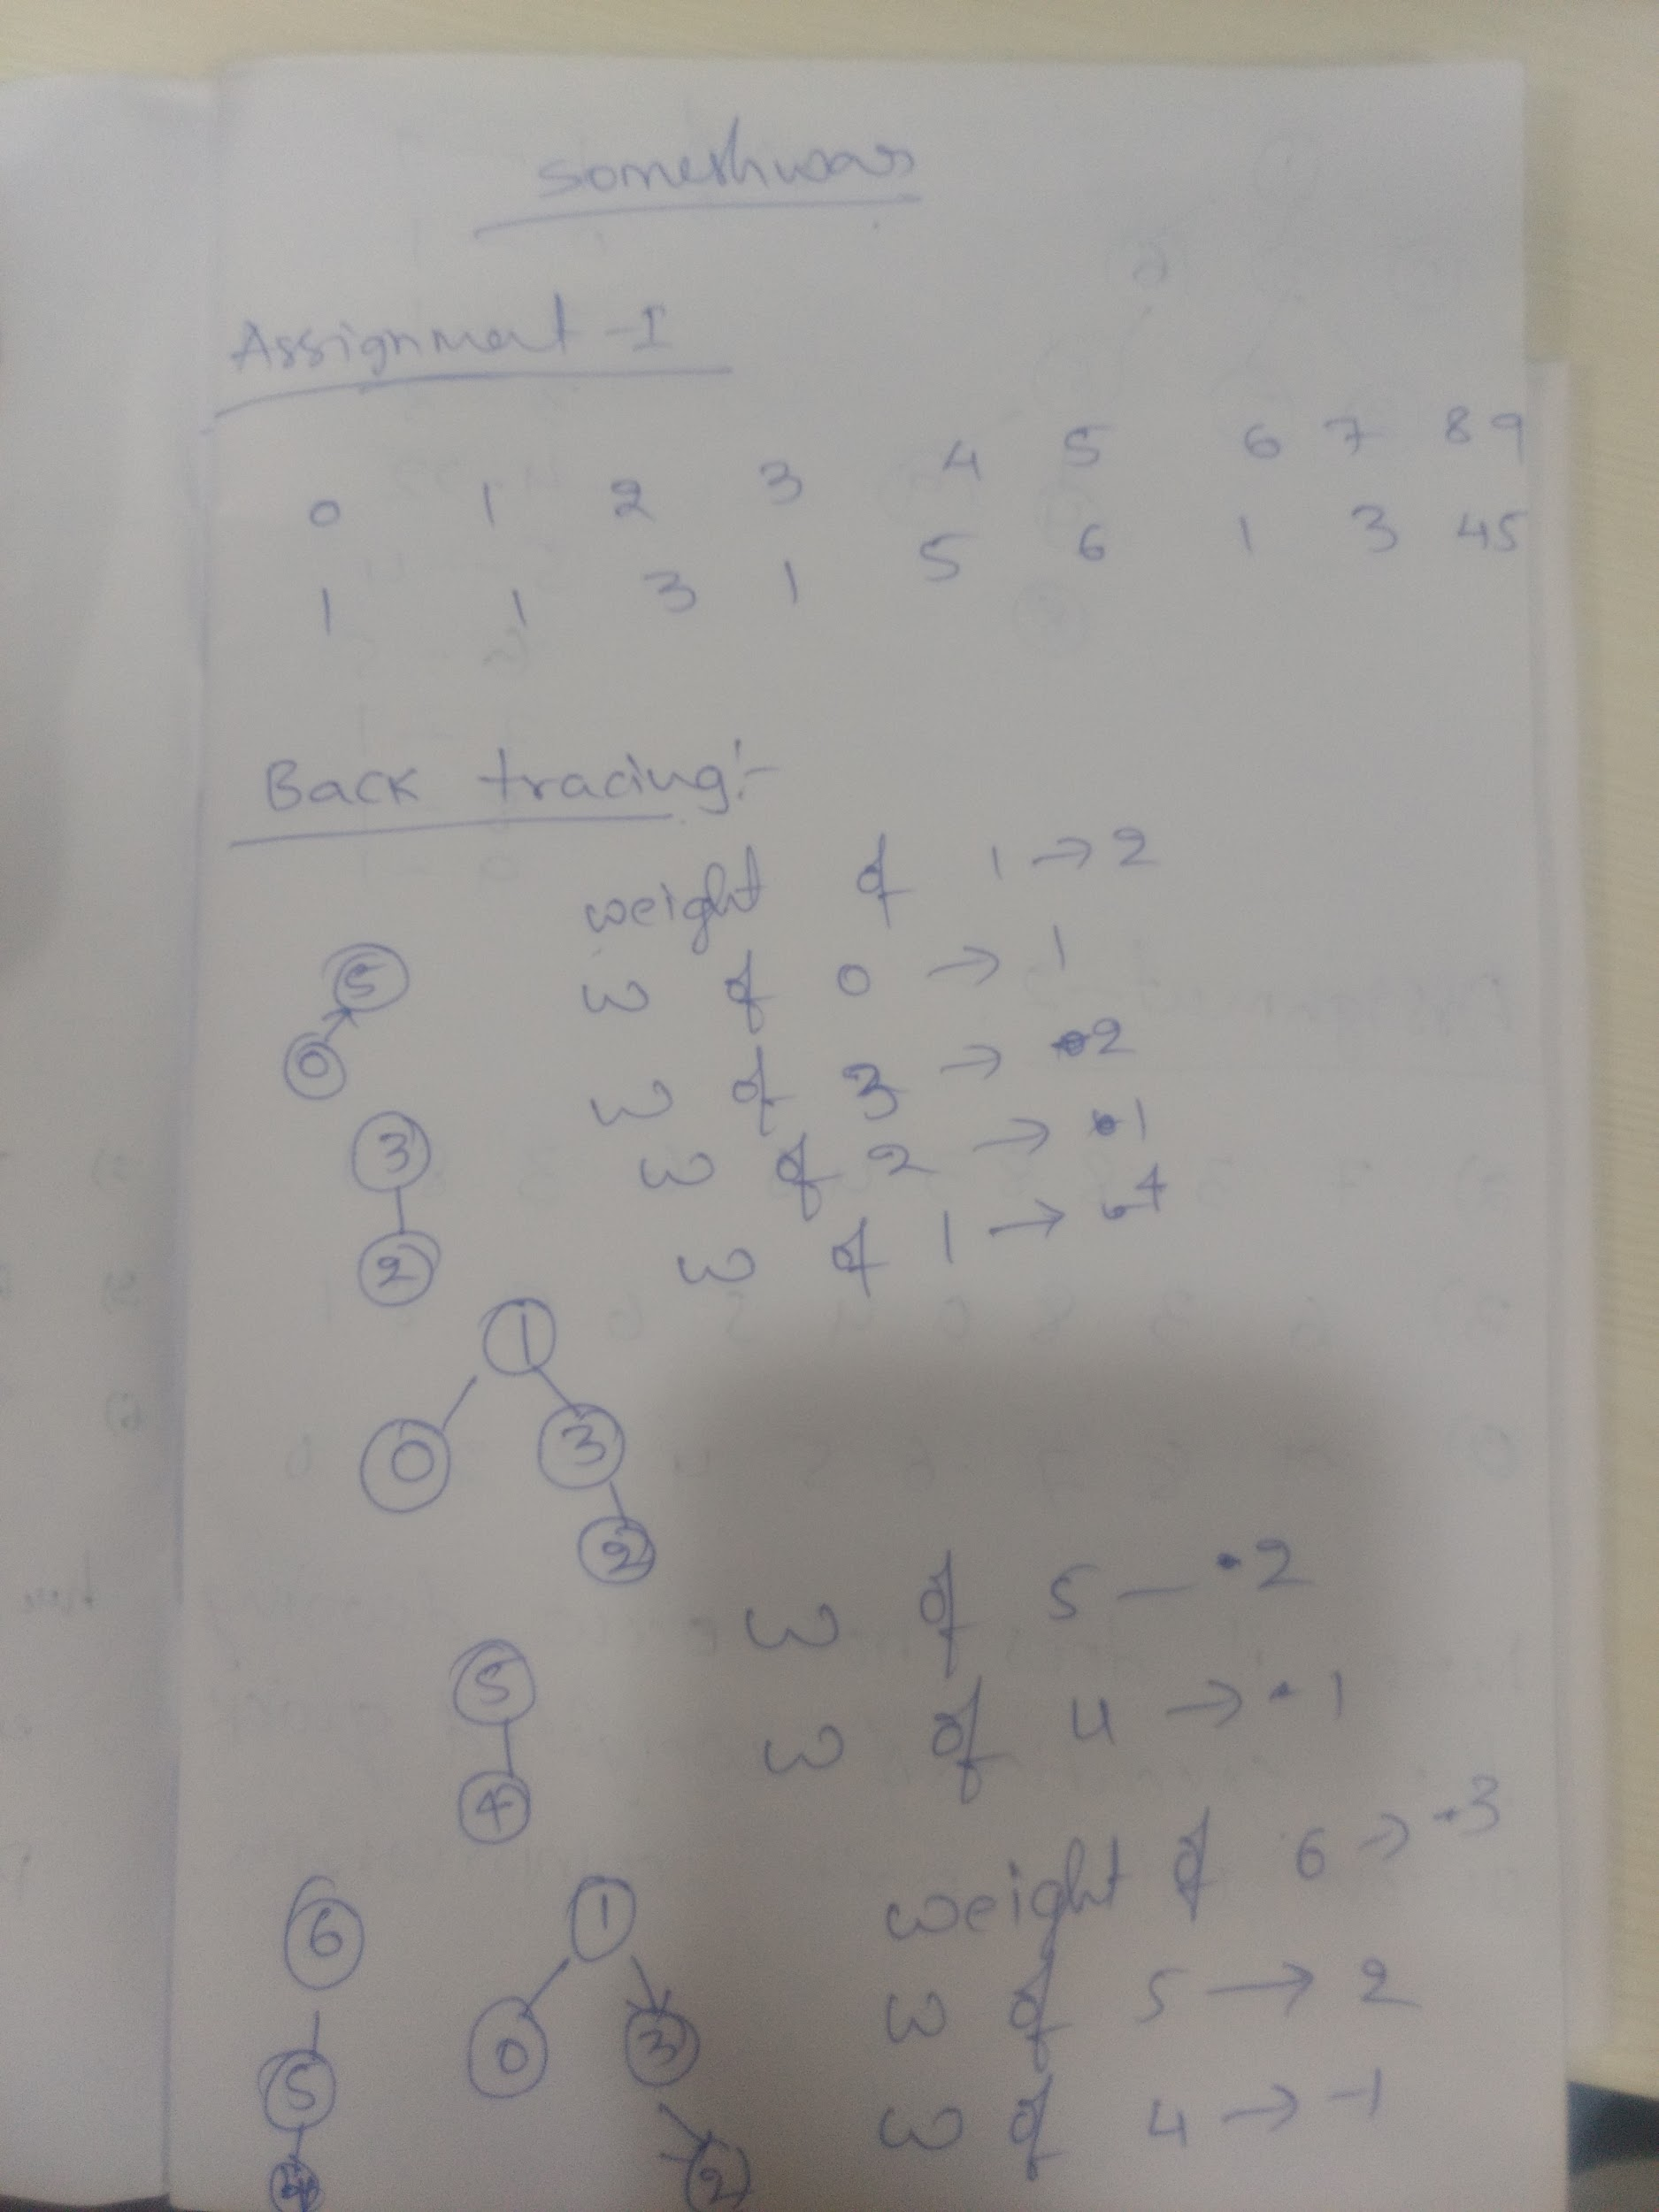 someshwar
Assignment - I
0 1 2 3 4 5 6 7 8 9
1 1 3 1 5 6 1 3 4 5
Back tracing:-
weight of 1 → 2
5
w of 0 → 1
0
w of 3 → 2
3
w of 2 → 1
2
w of 1 → 4
1
0 3
2
w of 5 — 2
5
w of 4 → 1
4
weight of 6 → 3
6 1
w of 5 → 2
5 0 3
w of 4 → 1
4 2